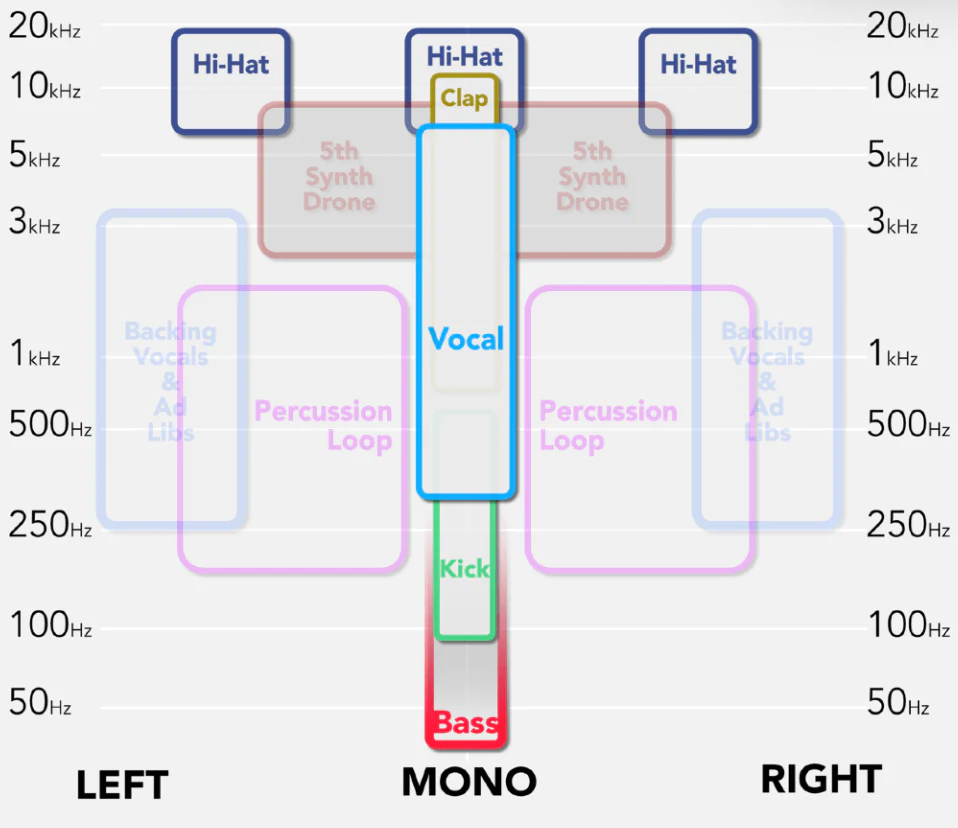 20kHz
20kHz
Hi-Hat
Hi-Hat
Hi-Hat
10kHz
Clap
10kHz
5kHz
5th
Synth
Drone
5th
Synth
Drone
5kHz
3kHz
3kHz
Backing
Vocals
&
Ad
Libs
Vocal
Backing
Vocals
&
Ad
Libs
1kHz
1kHz
Percussion
Loop
Percussion
Loop
500Hz
500Hz
250Hz
250Hz
Kick
100Hz
100Hz
50Hz
Bass
50Hz
LEFT
MONO
RIGHT